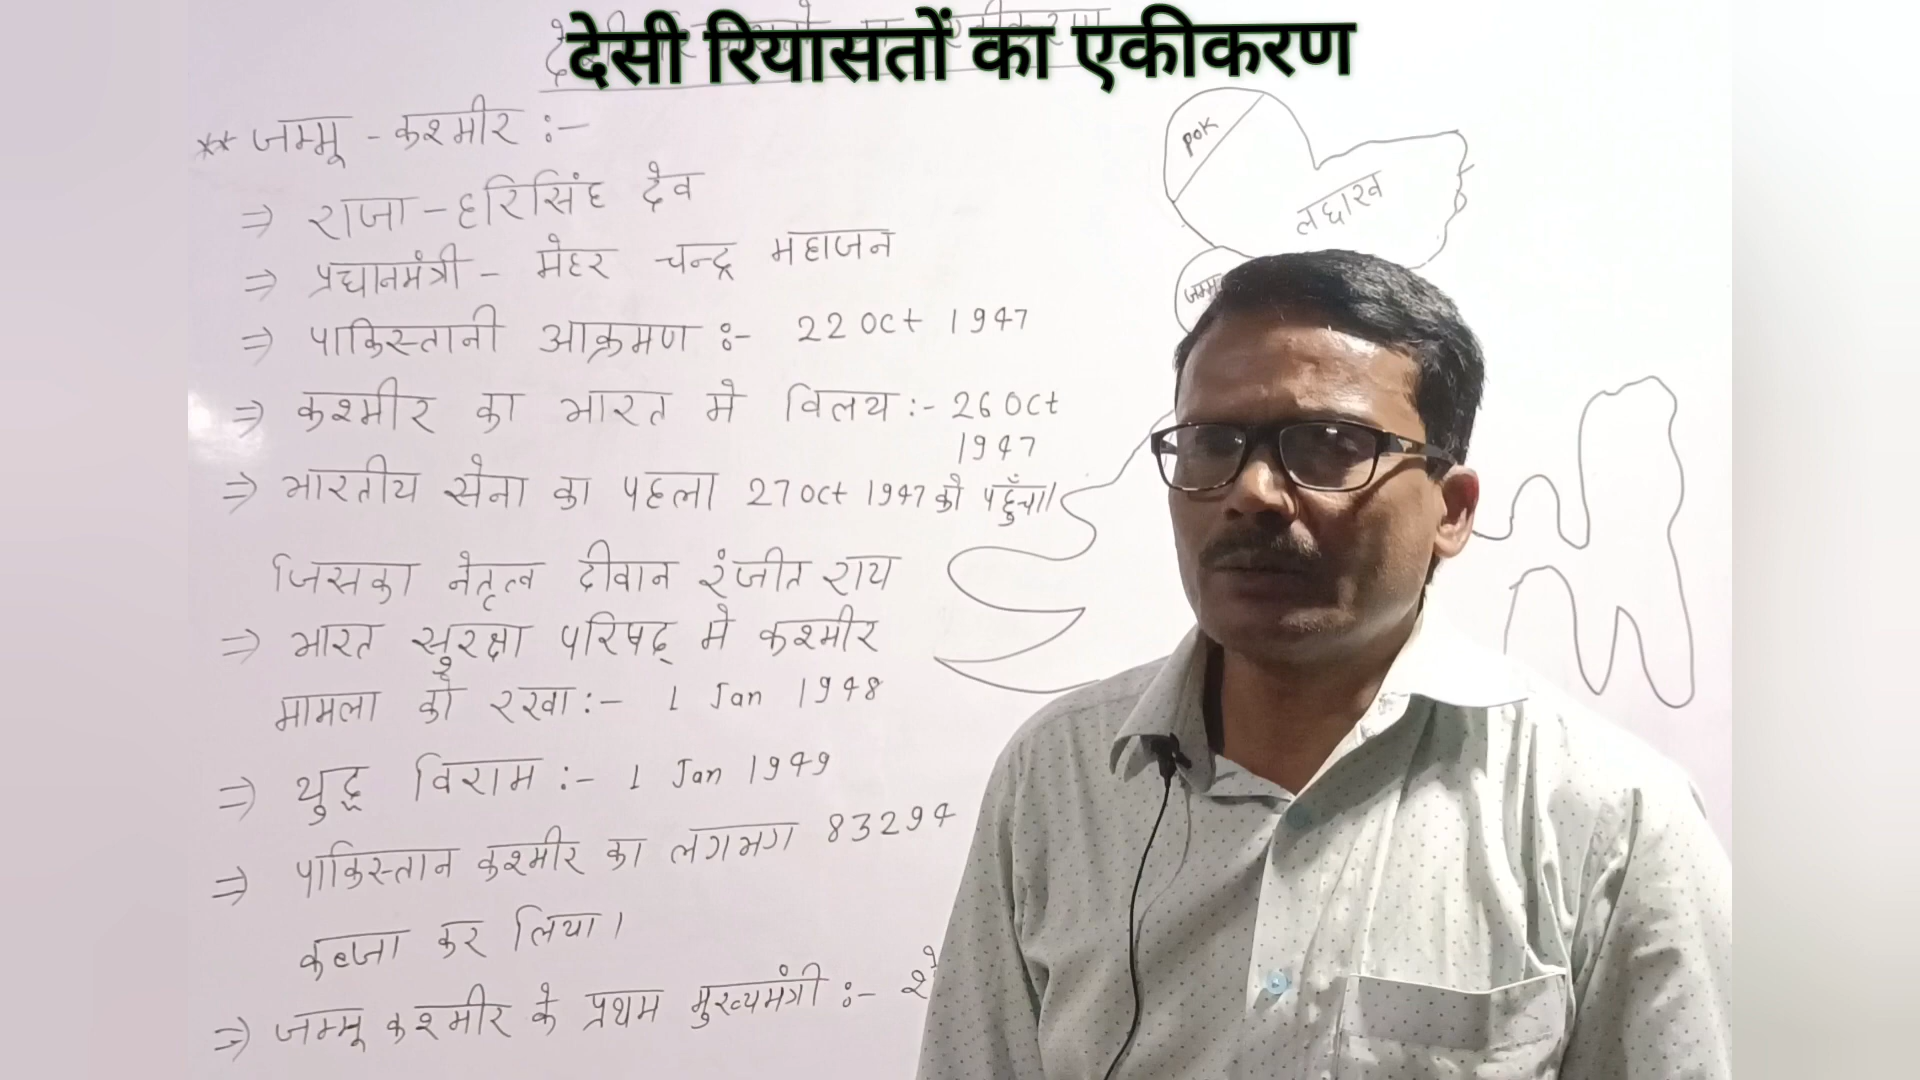 देसी रियासतों का एकीकरण
** जम्मू - कश्मीर :-
⇒ राजा - हरिसिंह देव
⇒ प्रधानमंत्री - मेहर चन्द्र महाजन
⇒ पाकिस्तानी आक्रमण :- 22 Oct 1947
⇒ कश्मीर का भारत मे विलय :- 26 Oct
1947
⇒ भारतीय सेना का पहला 27 Oct 1947 को पहुँचा।
जिसका नेतृत्व दीवान रंजीत राय
⇒ भारत सुरक्षा परिषद् मे कश्मीर
मामला को रखा :- 1 Jan 1948
⇒ युद्ध विराम :- 1 Jan 1949
⇒ पाकिस्तान कश्मीर का लगभग 83294
कब्जा कर लिया।
⇒ जम्मू कश्मीर के प्रथम मुख्यमंत्री :-
POK
लद्दाख
जम्मू